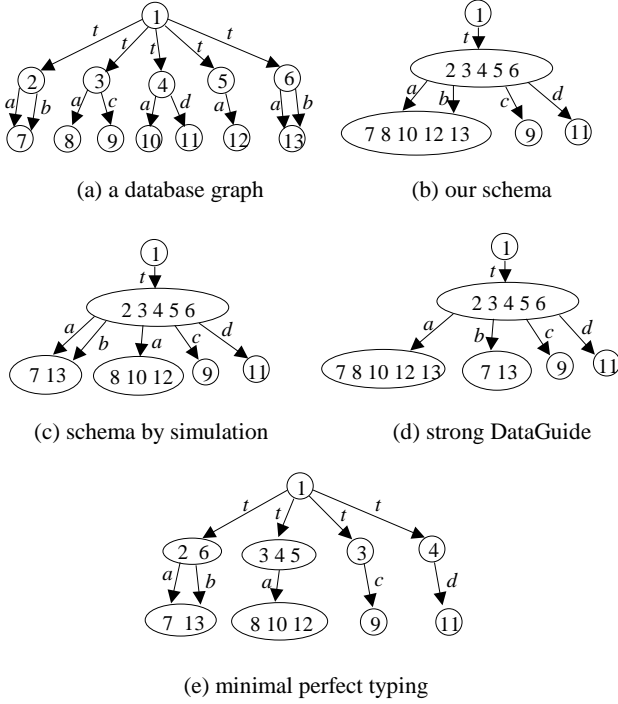 1 1
t t t t t t
2 3 4 5 6 2 3 4 5 6
a b a c a d a a b a b c d
7 8 9 10 11 12 13 7 8 10 12 13 9 11
(a) a database graph (b) our schema
1 1
t t
2 3 4 5 6 2 3 4 5 6
a b a c d a b c d
7 13 8 10 12 9 11 7 8 10 12 13 7 13 9 11
(c) schema by simulation (d) strong DataGuide
1
t t t t
2 6 3 4 5 3 4
a b a c d
7 13 8 10 12 9 11
(e) minimal perfect typing